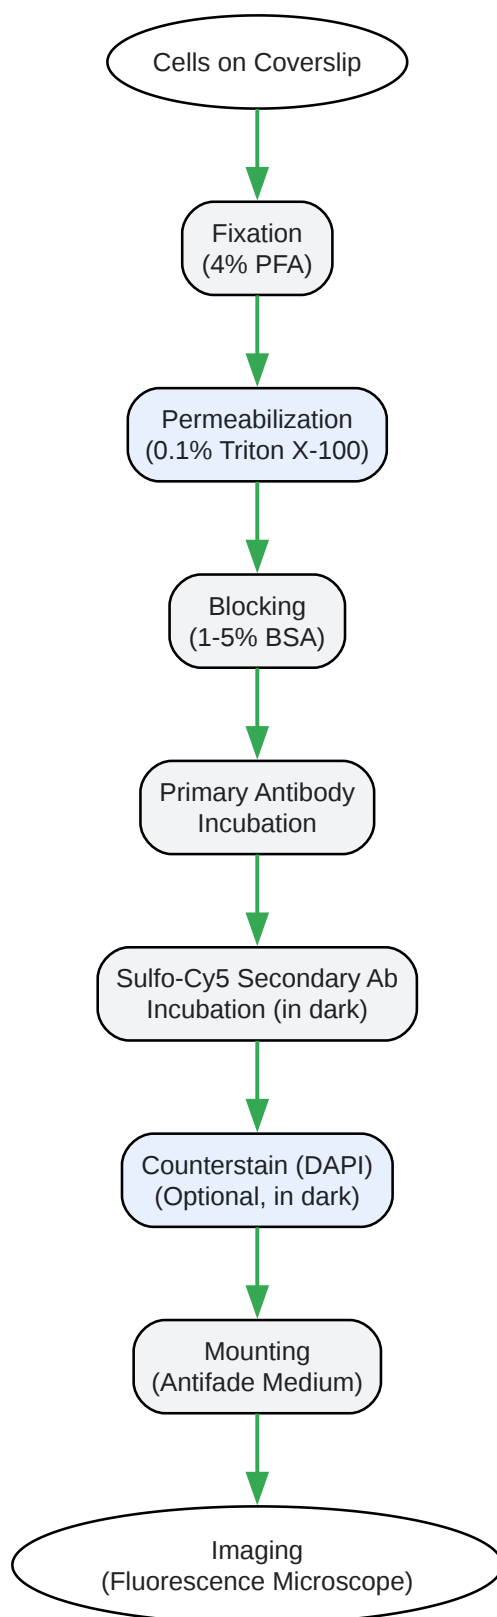 Cells on Coverslip
Fixation
(4% PFA)
Permeabilization
(0.1% Triton X-100)
Blocking
(1-5% BSA)
Primary Antibody
Incubation
Sulfo-Cy5 Secondary Ab
Incubation (in dark)
Counterstain (DAPI)
(Optional, in dark)
Mounting
(Antifade Medium)
Imaging
(Fluorescence Microscope)